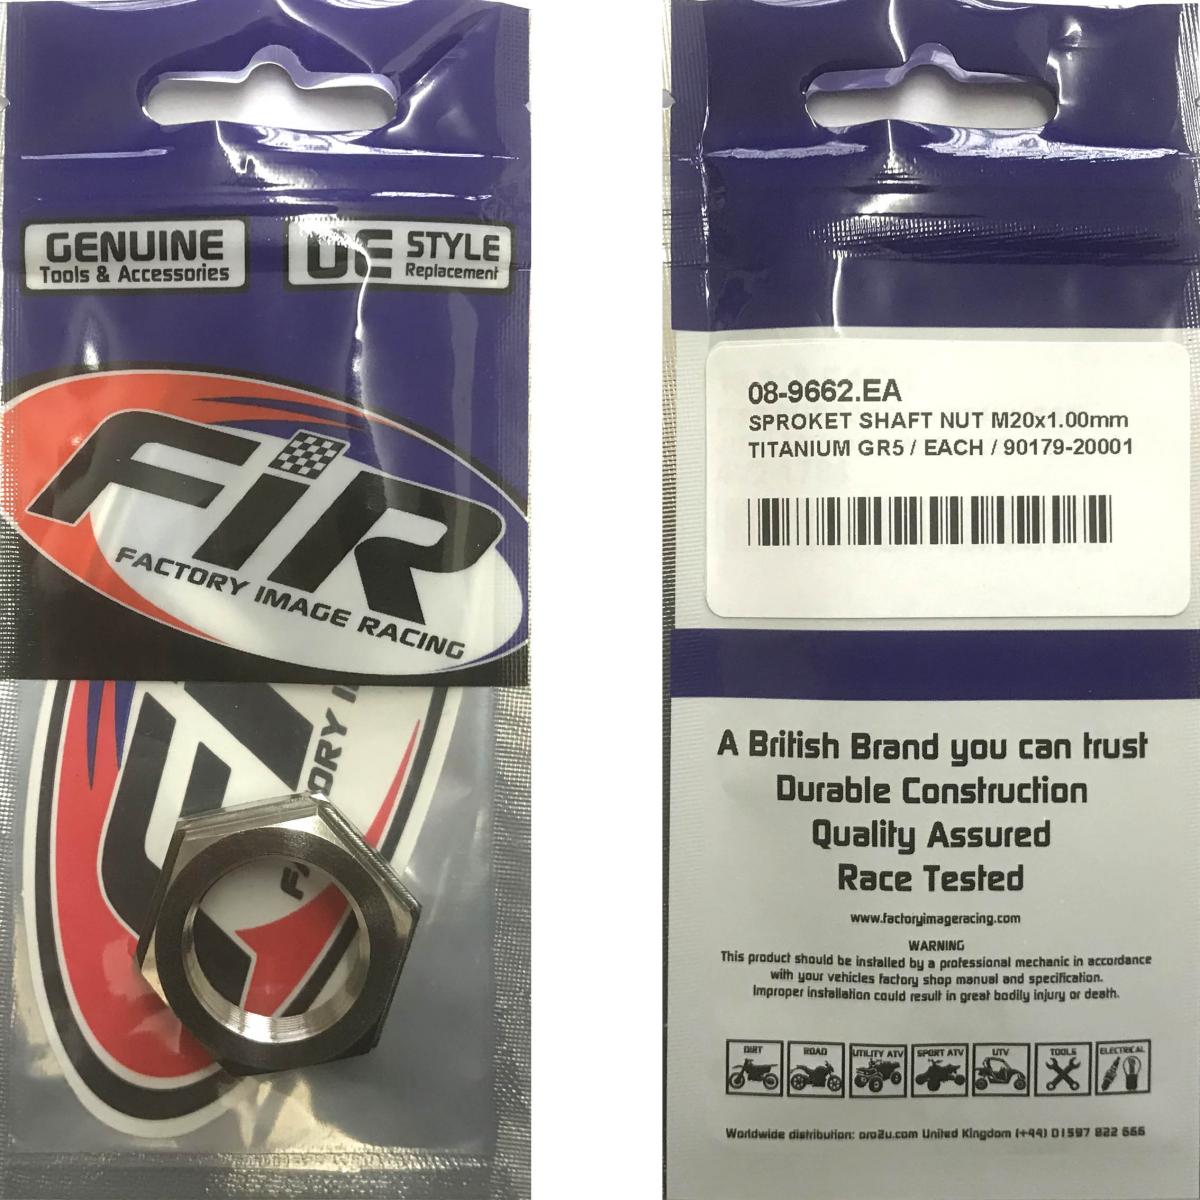 GENUINE
Tools & Accessories
OE STYLE
Replacement
FiR
FACTORY IMAGE RACING
FACTORY I
08-9662.EA
SPROKET SHAFT NUT M20x1.00mm
TITANIUM GR5 / EACH / 90179-20001
A British Brand you can trust
Durable Construction
Quality Assured
Race Tested
www.factoryimageracing.com
WARNING
This product should be installed by a professional mechanic in accordance
with your vehicles factory shop manual and specification.
Improper installation could result in great bodily injury or death.
DIRT ROAD UTILITY ATV SPORT ATV UTV TOOLS ELECTRICAL
Worldwide distribution: pro2u.com United Kingdom (+44) 01597 822 666